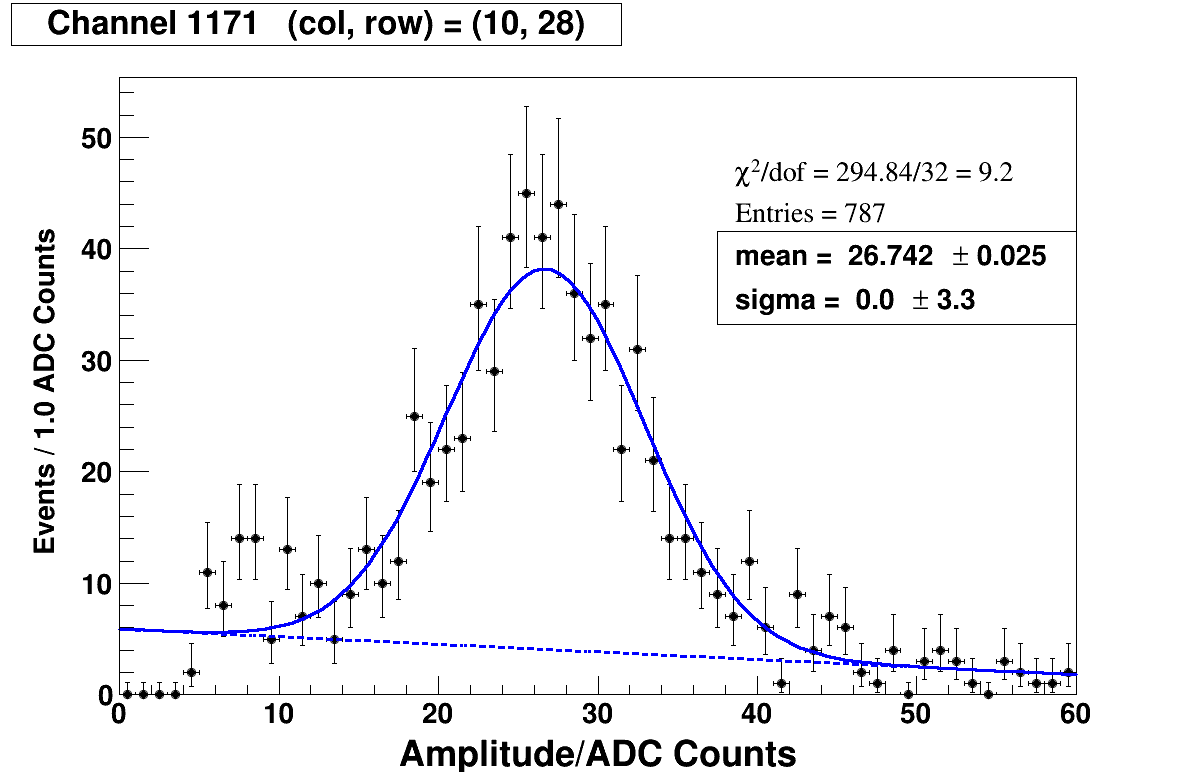 Channel 1171 (col, row) = (10, 28)
χ²/dof = 294.84/32 = 9.2
Entries = 787
mean = 26.742 ± 0.025
sigma = 0.0 ± 3.3
Events / 1.0 ADC Counts
50
40
30
20
10
0
0 10 20 30 40 50 60
Amplitude/ADC Counts